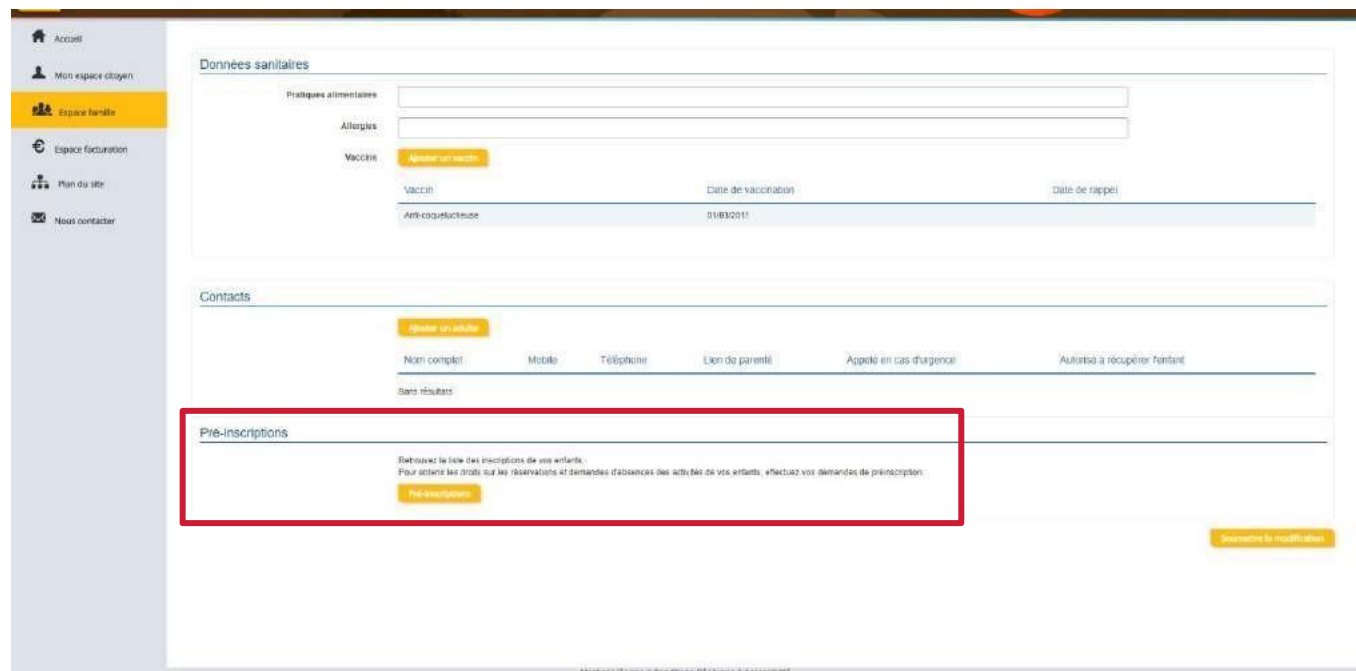 Accueil
Mon espace citoyen
Espace famille
Espace facturation
Plan du site
Nous contacter
Données sanitaires
Pratiques alimentaires
Allergies
Vaccins
Ajouter un vaccin
Vaccin Date de vaccination Date de rappel
Anti-coquelucheuse 01/03/2011
Contacts
Ajouter un adulte
Nom complet Mobile Téléphone Lien de parenté Appelé en cas d'urgence Autorisé à récupérer l'enfant
Sans résultats
Pré-inscriptions
Retrouvez la liste des inscriptions de vos enfants.
Pour obtenir les droits sur les réservations et demandes d'absences des activités de vos enfants, effectuez vos demandes de préinscription.
Pré-inscriptions
Soumettre la modification